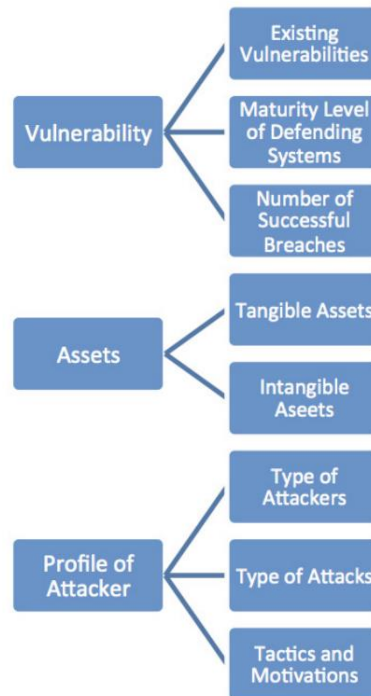 Vulnerability
Existing
Vulnerabilities
Maturity Level
of Defending
Systems
Number of
Successful
Breaches
Assets
Tangible Assets
Intangible
Aseets
Profile of
Attacker
Type of
Attackers
Type of Attacks
Tactics and
Motivations